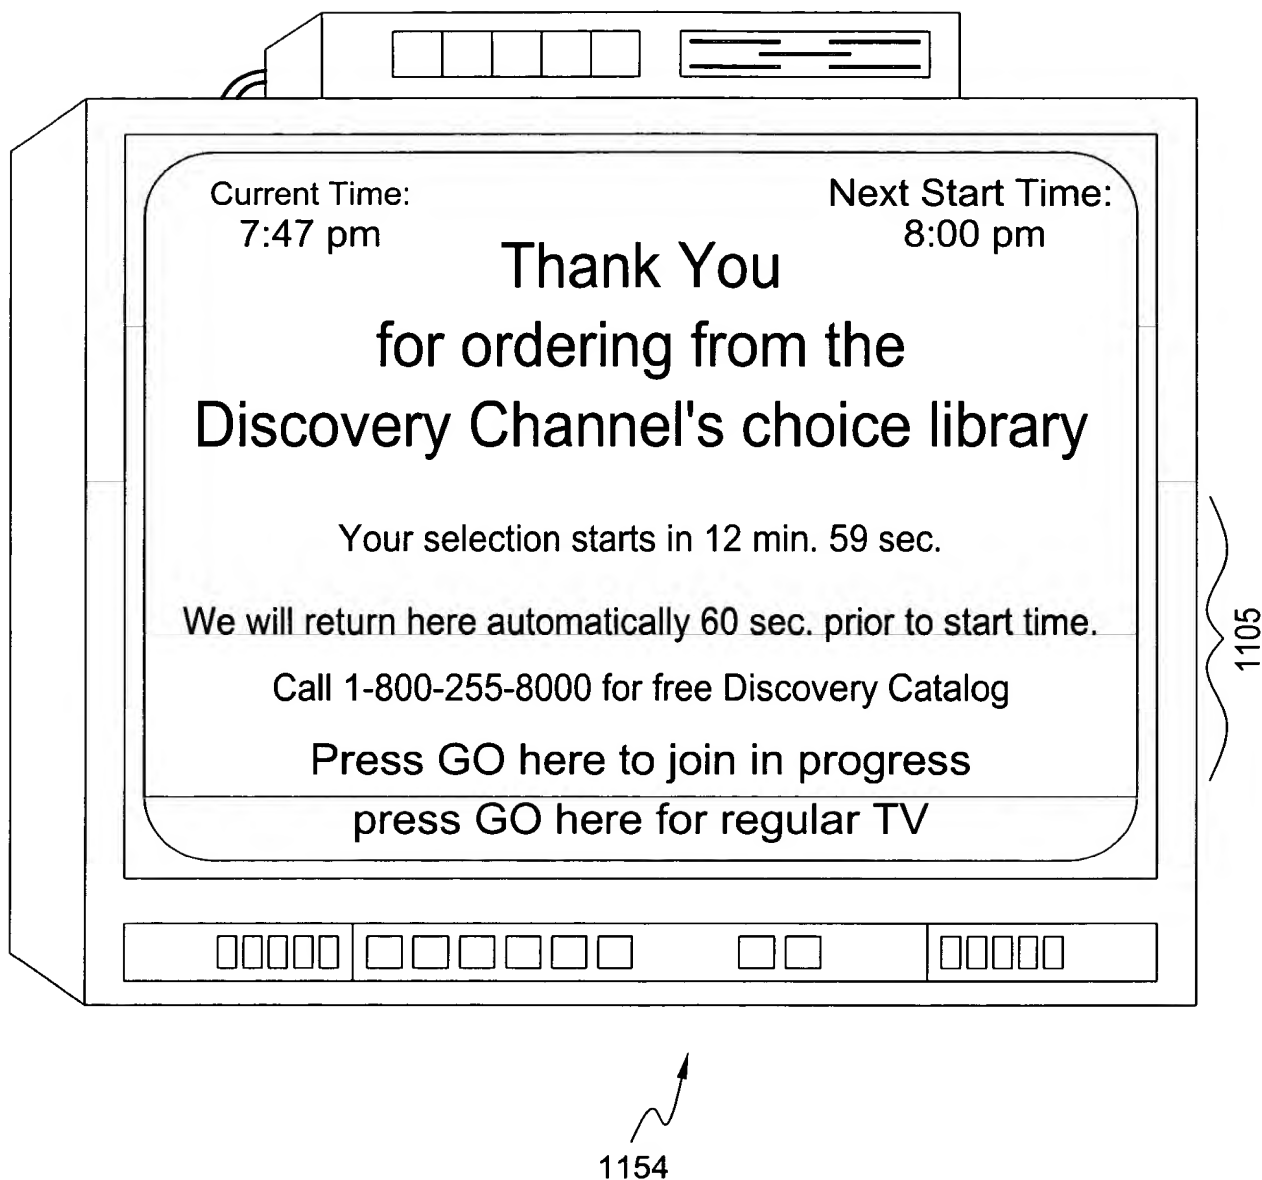 Current Time:
7:47 pm
Next Start Time:
8:00 pm
Thank You
for ordering from the
Discovery Channel's choice library
Your selection starts in 12 min. 59 sec.
We will return here automatically 60 sec. prior to start time.
Call 1-800-255-8000 for free Discovery Catalog
Press GO here to join in progress
press GO here for regular TV
1105
1154